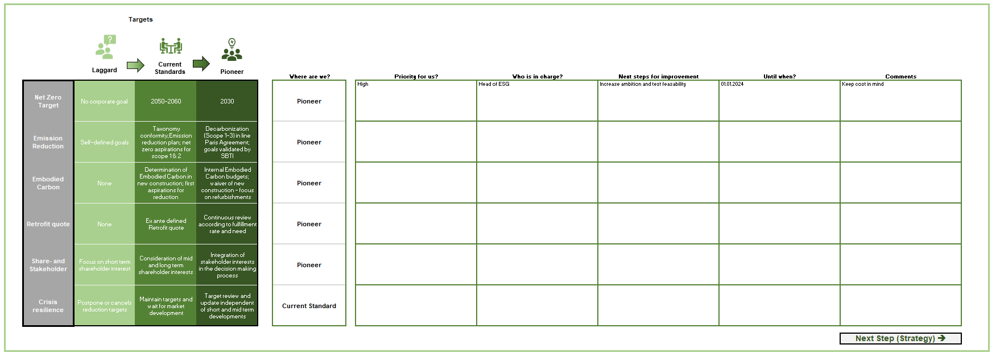 Targets
?
Laggard
Current
Standards
Pioneer
Where are we?
Priority for us?
Who is in charge?
Next steps for improvement
Until when?
Comments
Net Zero
Target
No corporate goal
2050-2060
2030
Pioneer
High
Head of ESG
Increase ambition and test feasability
01.01.2024
Keep cost in mind
Emission
Reduction
Self-defined goals
Taxonomy
conformity;Emission
reduction plan; net
zero aspirations for
scope 1 & 2
Decarbonization
(Scope 1-3) in line
Paris Agreement;
goals validated by
SBTI
Pioneer
Embodied
Carbon
None
Determination of
Embodied Carbon in
new construction; first
aspirations for
reduction
Internal Embodied
Carbon budgets;
waiver of new
construction - focus
on refurbishments
Pioneer
Retrofit quote
None
Ex ante defined
Retrofit quote
Continuous review
according to fulfillment
rate and need
Pioneer
Share- and
Stakeholder
Focus on short term
shareholder interest
Consideration of mid
and long term
shareholder interests
Integration of
stakeholder interests
in the decision making
process
Pioneer
Crisis
resilience
Postpone or cancels
reduction targets
Maintain targets and
wait for market
development
Target review and
update independent
of short and mid term
developments
Current Standard
Next Step (Strategy) ➔